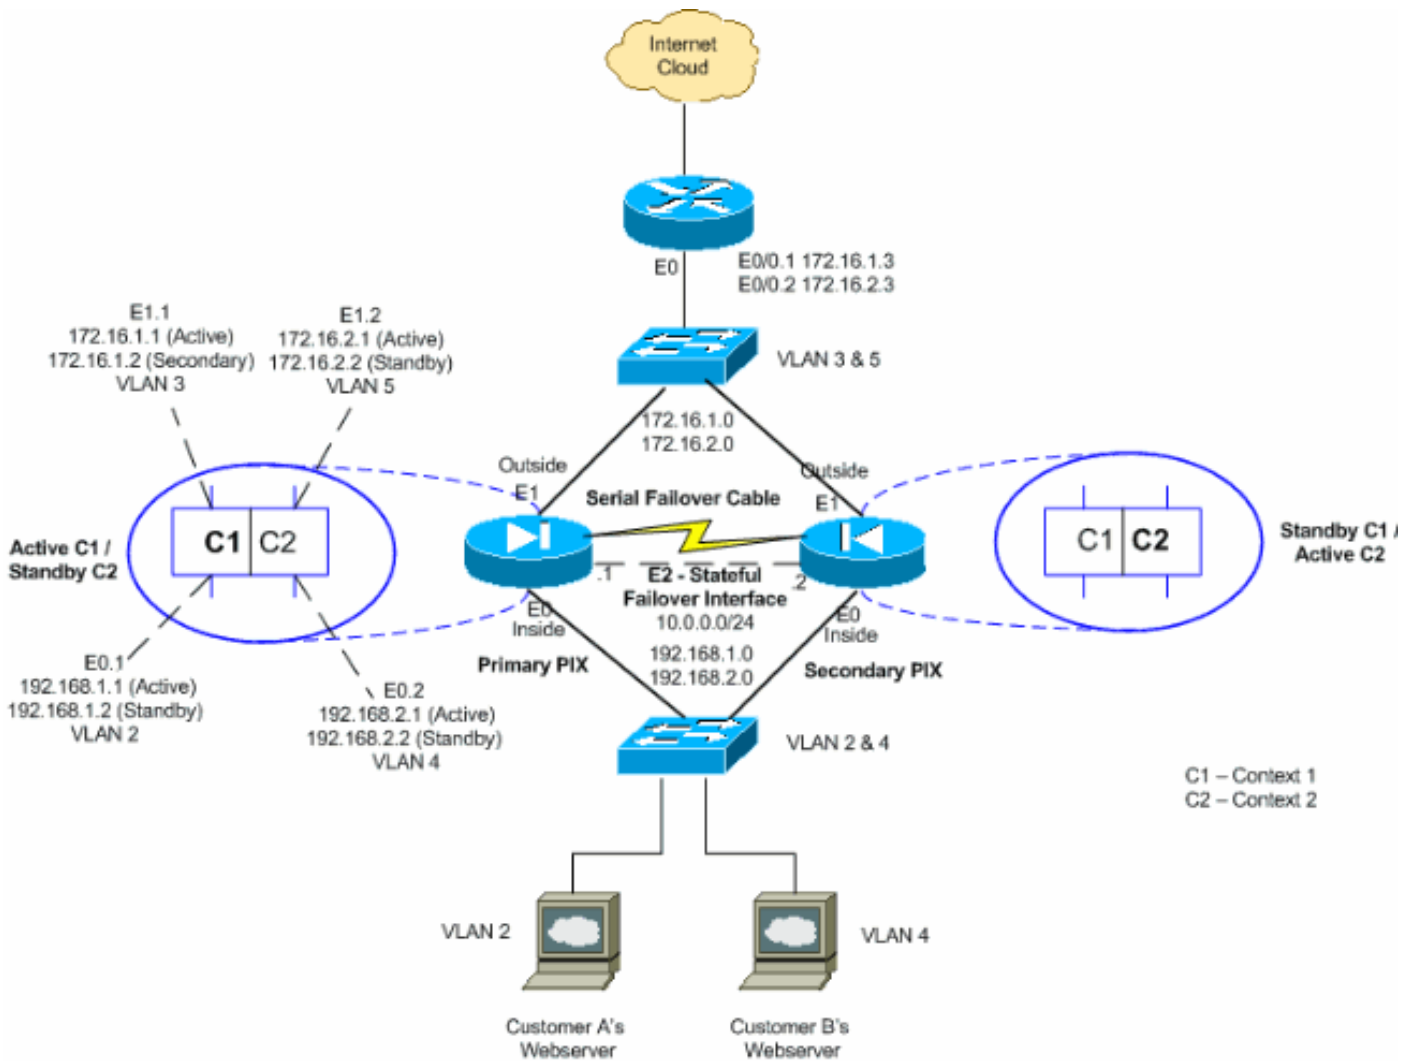 Internet
Cloud
E0
E0/0.1 172.16.1.3
E0/0.2 172.16.2.3
E1.1
172.16.1.1 (Active)
172.16.1.2 (Secondary)
VLAN 3
E1.2
172.16.2.1 (Active)
172.16.2.2 (Standby)
VLAN 5
VLAN 3 & 5
172.16.1.0
172.16.2.0
Outside
E1
Outside
E1
Serial Failover Cable
Active C1 /
Standby C2
C1
C2
C1
C2
Standby C1 /
Active C2
.1
E2 - Stateful
Failover Interface
10.0.0.0/24
.2
E0
Inside
E0
Inside
192.168.1.0
192.168.2.0
Primary PIX
Secondary PIX
E0.1
192.168.1.1 (Active)
192.168.1.2 (Standby)
VLAN 2
E0.2
192.168.2.1 (Active)
192.168.2.2 (Standby)
VLAN 4
VLAN 2 & 4
C1 – Context 1
C2 – Context 2
VLAN 2
VLAN 4
Customer A's
Webserver
Customer B's
Webserver